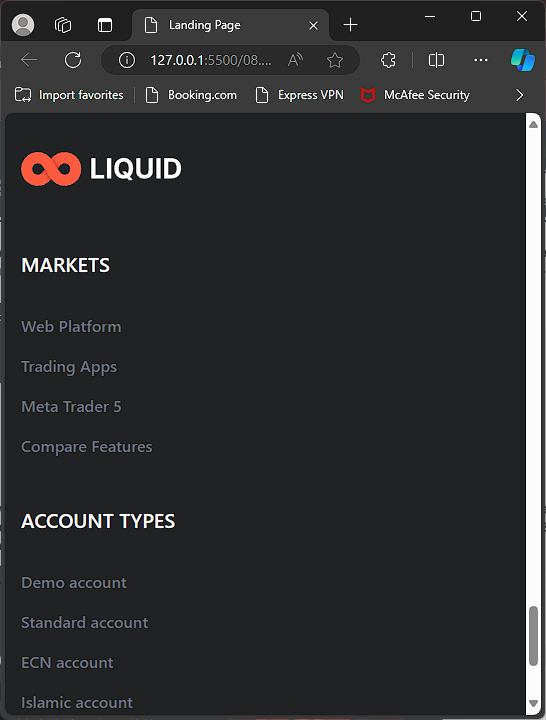 Landing Page
127.0.0.1:5500/08....
Import favorites
Booking.com
Express VPN
McAfee Security
LIQUID
MARKETS
Web Platform
Trading Apps
Meta Trader 5
Compare Features
ACCOUNT TYPES
Demo account
Standard account
ECN account
Islamic account